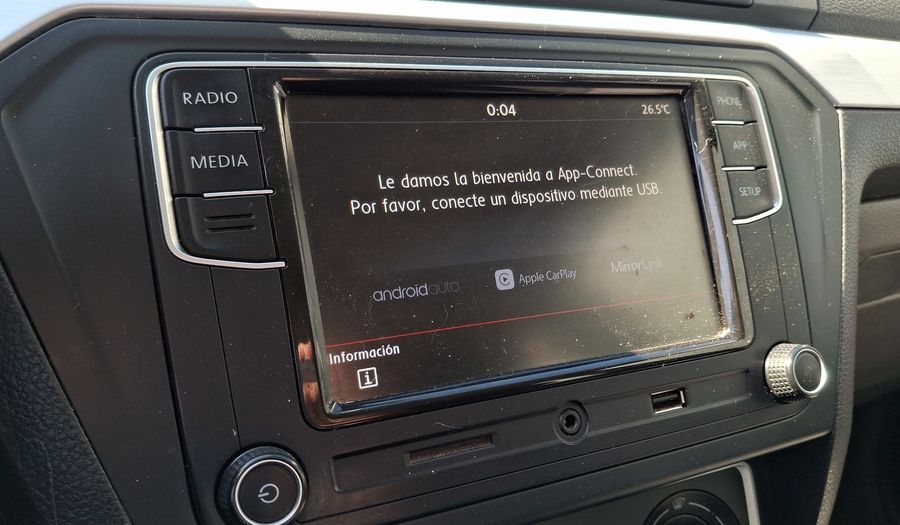 RADIO
MEDIA
0:04
26.5°C
Le damos la bienvenida a App-Connect.
Por favor, conecte un dispositivo mediante USB.
androidauto
Apple CarPlay
MirrorLink
Información
i
PHONE
APP
SETUP